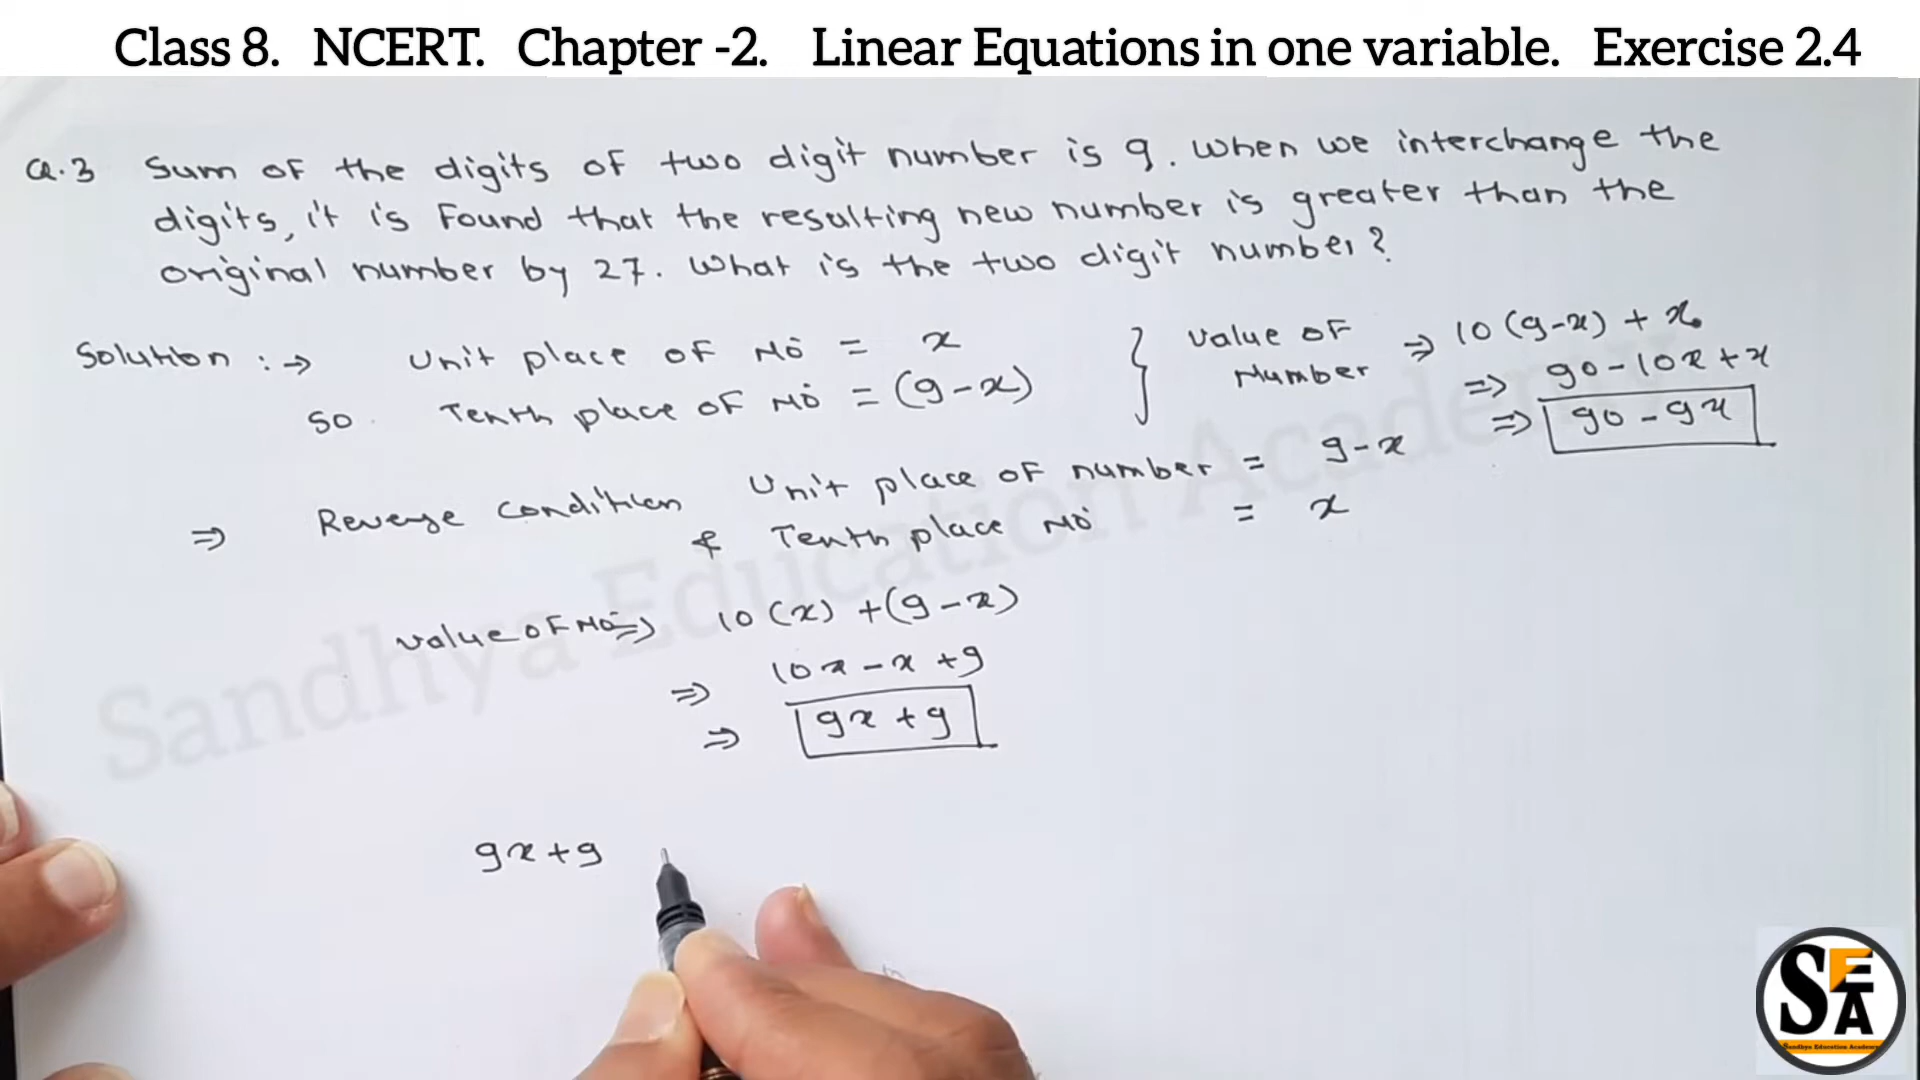 Class 8. NCERT. Chapter -2. Linear Equations in one variable. Exercise 2.4
Q.3 Sum of the digits of two digit number is 9. When we interchange the
digits, it is Found that the resulting new number is greater than the
original number by 27. What is the two digit number?
Solution :→ Unit place of No = x
so Tenth place of No = (9-x)
} Value of Number ⇒ 10(9-x) + x
⇒ 90-10x+x
⇒ 90-9x
⇒ Reverse condition Unit place of number = 9-x
& Tenth place No = x
Value of No ⇒ 10(x) +(9-x)
⇒ 10x-x+9
⇒ 9x+9
9x+9
Sandhya Education Academy
SEA
Sandhya Education Academy